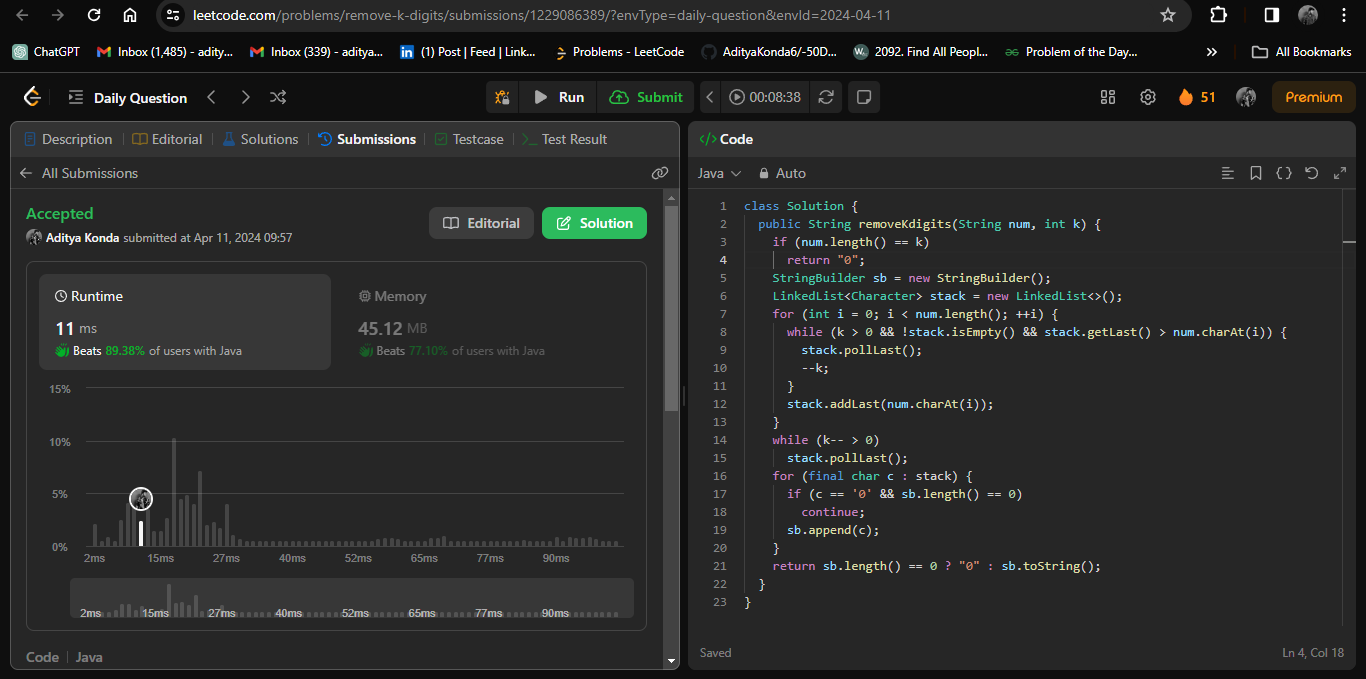 leetcode.com/problems/remove-k-digits/submissions/1229086389/?envType=daily-question&envId=2024-04-11
ChatGPT Inbox (1,485) - adity... Inbox (339) - aditya... (1) Post | Feed | Link... Problems - LeetCode AdityaKonda6/-50D... 2092. Find All Peopl... Problem of the Day... » All Bookmarks
Daily Question Run Submit 00:08:38 51 Premium
Description Editorial Solutions Submissions Testcase Test Result
All Submissions
Accepted
Aditya Konda submitted at Apr 11, 2024 09:57
Editorial Solution
Runtime
11 ms
Beats 89.38% of users with Java
Memory
45.12 MB
Beats 77.10% of users with Java
15%
10%
5%
0%
2ms 15ms 27ms 40ms 52ms 65ms 77ms 90ms
2ms 15ms 27ms 40ms 52ms 65ms 77ms 90ms
Code | Java
</> Code
Java Auto
1 class Solution {
2 public String removeKdigits(String num, int k) {
3 if (num.length() == k)
4 return "0";
5 StringBuilder sb = new StringBuilder();
6 LinkedList<Character> stack = new LinkedList<>();
7 for (int i = 0; i < num.length(); ++i) {
8 while (k > 0 && !stack.isEmpty() && stack.getLast() > num.charAt(i)) {
9 stack.pollLast();
10 --k;
11 }
12 stack.addLast(num.charAt(i));
13 }
14 while (k-- > 0)
15 stack.pollLast();
16 for (final char c : stack) {
17 if (c == '0' && sb.length() == 0)
18 continue;
19 sb.append(c);
20 }
21 return sb.length() == 0 ? "0" : sb.toString();
22 }
23 }
Saved Ln 4, Col 18